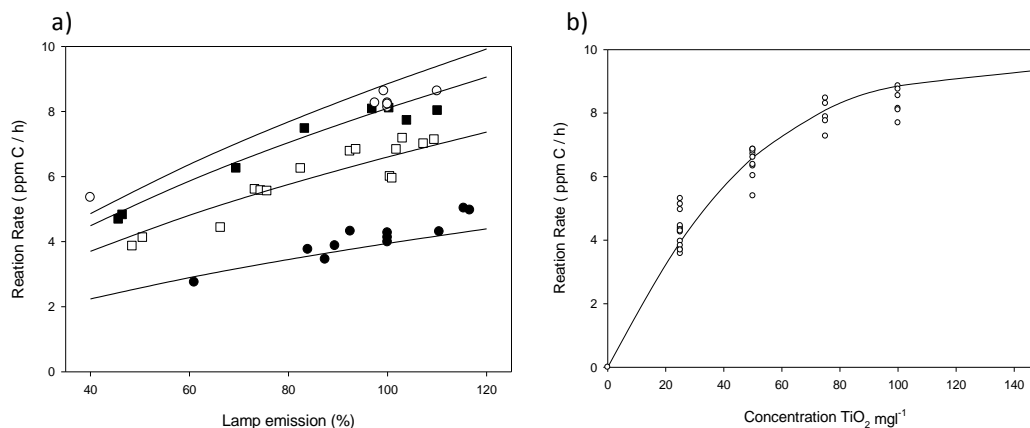 a)
10
8
6
4
2
0
Reation Rate ( ppm C / h)
40 60 80 100 120
Lamp emission (%)
b)
10
8
6
4
2
0
Reation Rate ( ppm C / h)
0 20 40 60 80 100 120 140
Concentration TiO2 mgl-1